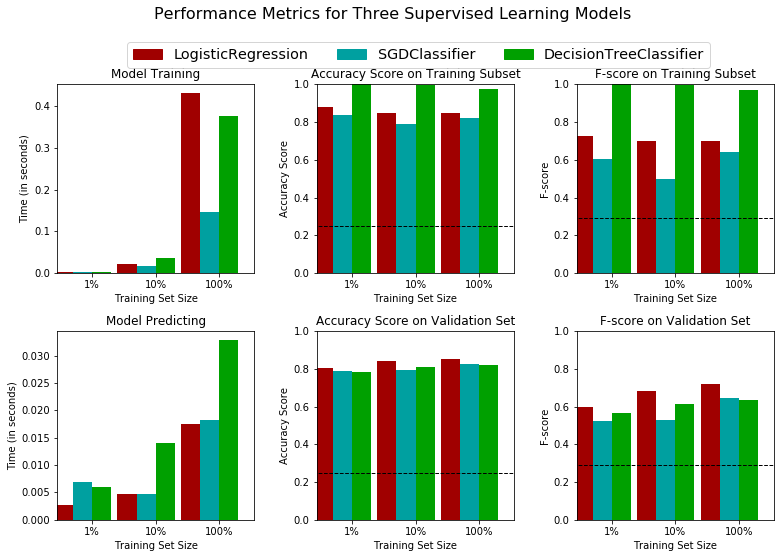 Performance Metrics for Three Supervised Learning Models
LogisticRegression SGDClassifier DecisionTreeClassifier
Model Training
Time (in seconds)
0.4
0.3
0.2
0.1
0.0
1% 10% 100%
Training Set Size
Accuracy Score on Training Subset
Accuracy Score
1.0
0.8
0.6
0.4
0.2
0.0
1% 10% 100%
Training Set Size
F-score on Training Subset
F-score
1.0
0.8
0.6
0.4
0.2
0.0
1% 10% 100%
Training Set Size
Model Predicting
Time (in seconds)
0.030
0.025
0.020
0.015
0.010
0.005
0.000
1% 10% 100%
Training Set Size
Accuracy Score on Validation Set
Accuracy Score
1.0
0.8
0.6
0.4
0.2
0.0
1% 10% 100%
Training Set Size
F-score on Validation Set
F-score
1.0
0.8
0.6
0.4
0.2
0.0
1% 10% 100%
Training Set Size